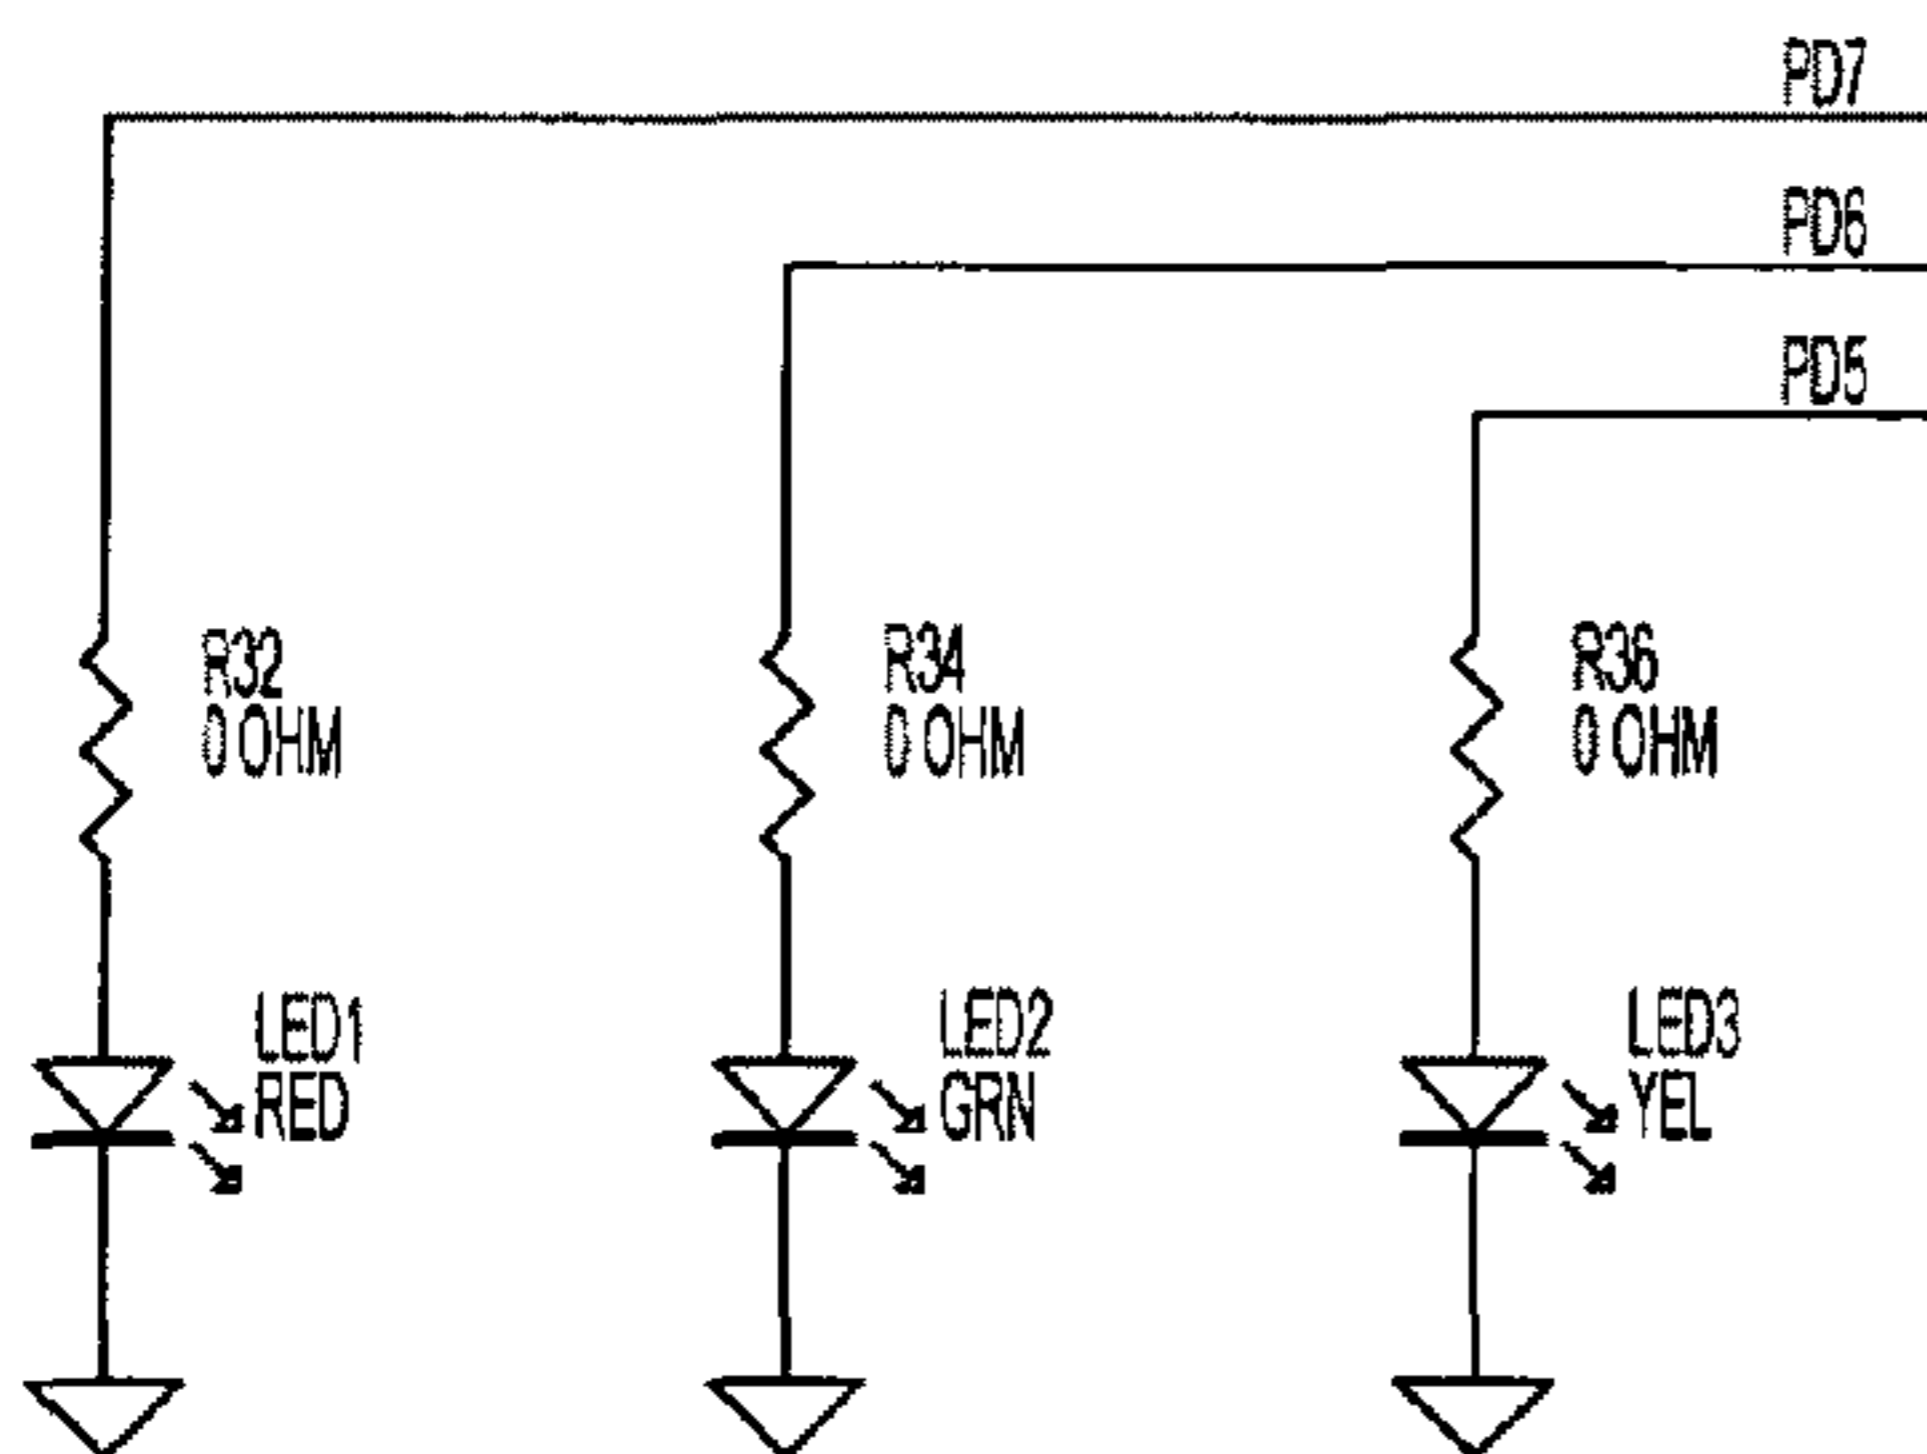 PD7
PD6
PD5
R32
0 OHM
R34
0 OHM
R36
0 OHM
LED1
RED
LED2
GRN
LED3
YEL